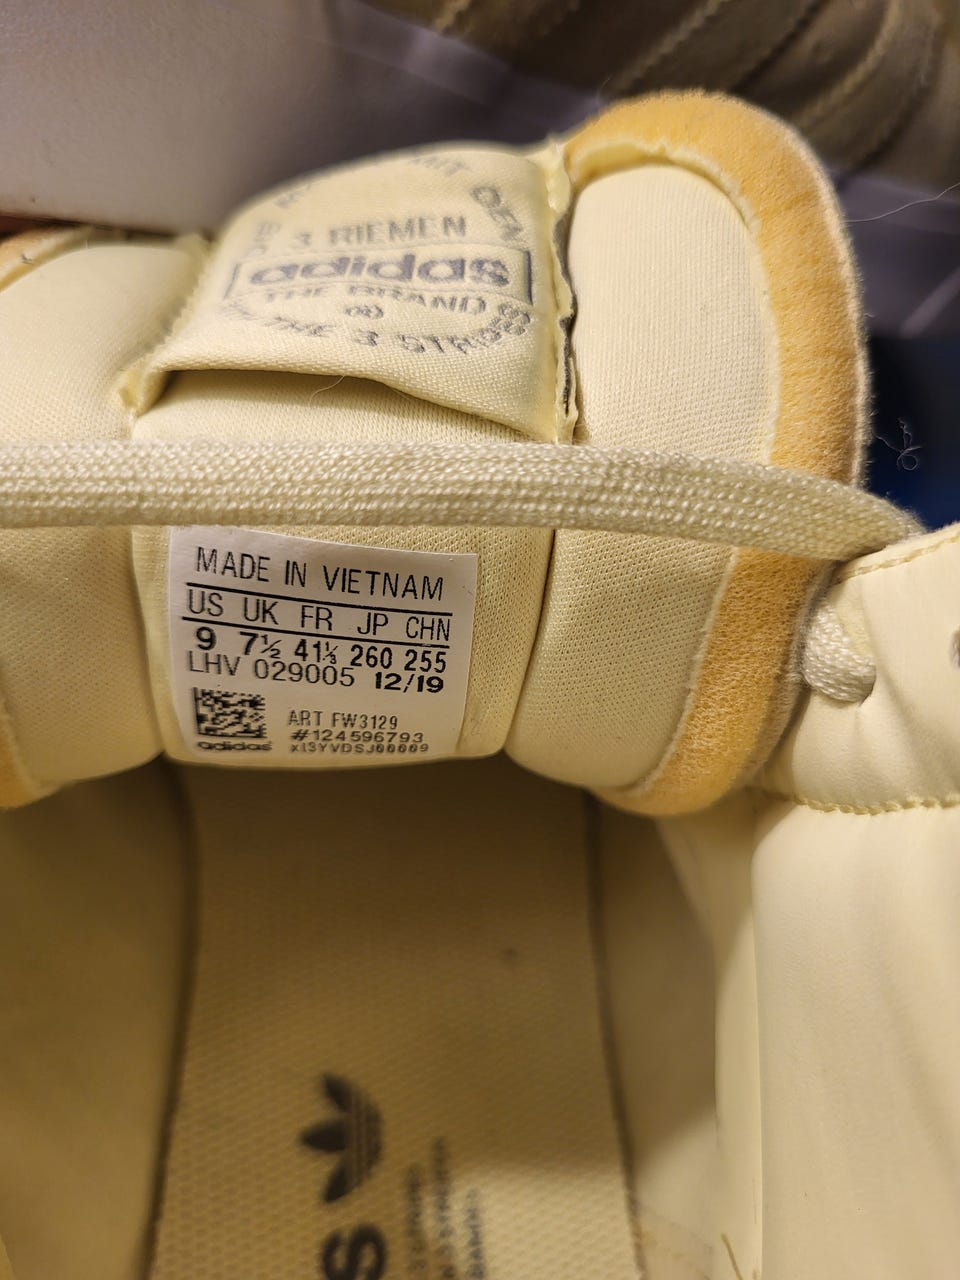 3 RIEMEN
adidas
THE BRAND
®
THE 3
MADE IN VIETNAM
US UK FR JP CHN
9 7½ 41⅓ 260 255
LHV 029005 12/19
ART FW3129
#124596793
adidas
xl3YVDSJ00009
S